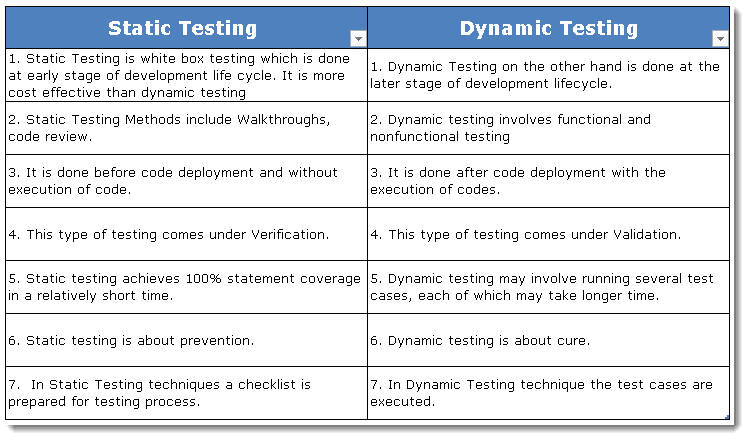 Static Testing
Dynamic Testing
1. Static Testing is white box testing which is done
at early stage of development life cycle. It is more
cost effective than dynamic testing
1. Dynamic Testing on the other hand is done at the
later stage of development lifecycle.
2. Static Testing Methods include Walkthroughs,
code review.
2. Dynamic testing involves functional and
nonfunctional testing
3. It is done before code deployment and without
execution of code.
3. It is done after code deployment with the
execution of codes.
4. This type of testing comes under Verification.
4. This type of testing comes under Validation.
5. Static testing achieves 100% statement coverage
in a relatively short time.
5. Dynamic testing may involve running several test
cases, each of which may take longer time.
6. Static testing is about prevention.
6. Dynamic testing is about cure.
7.  In Static Testing techniques a checklist is
prepared for testing process.
7. In Dynamic Testing technique the test cases are
executed.